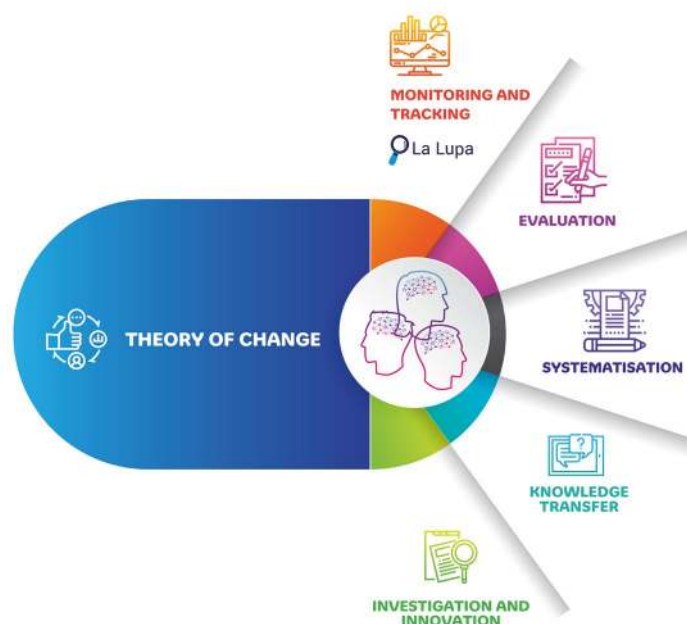 MONITORING AND
TRACKING
La Lupa
EVALUATION
THEORY OF CHANGE
SYSTEMATISATION
?
KNOWLEDGE
TRANSFER
INVESTIGATION AND
INNOVATION